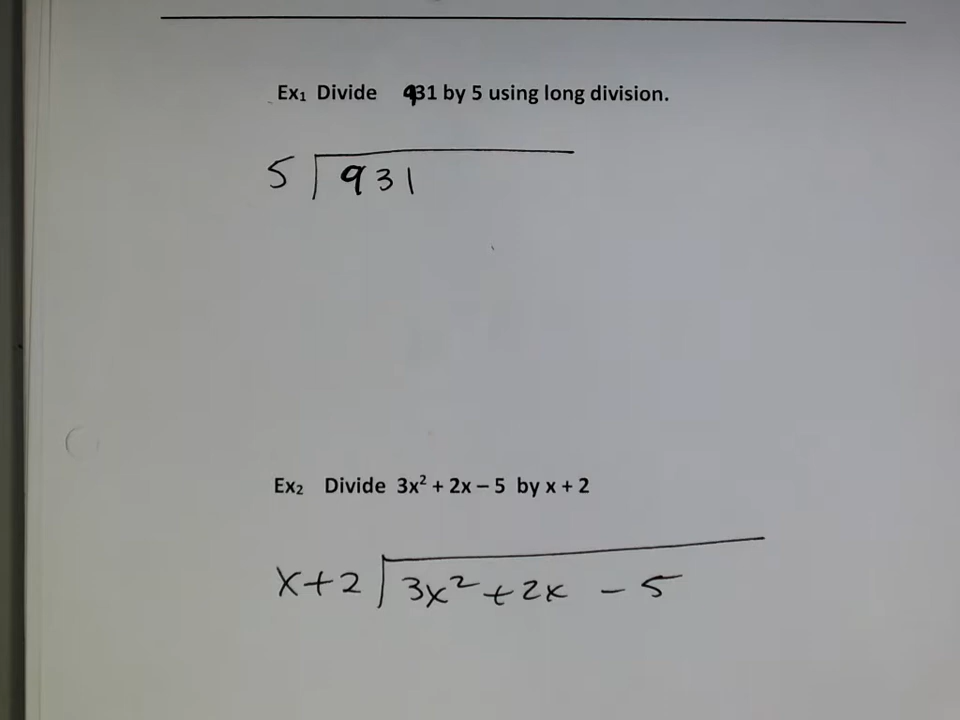 Ex₁ Divide 931 by 5 using long division.
5 931
Ex₂ Divide 3x² + 2x – 5 by x + 2
x+2 3x² + 2x - 5